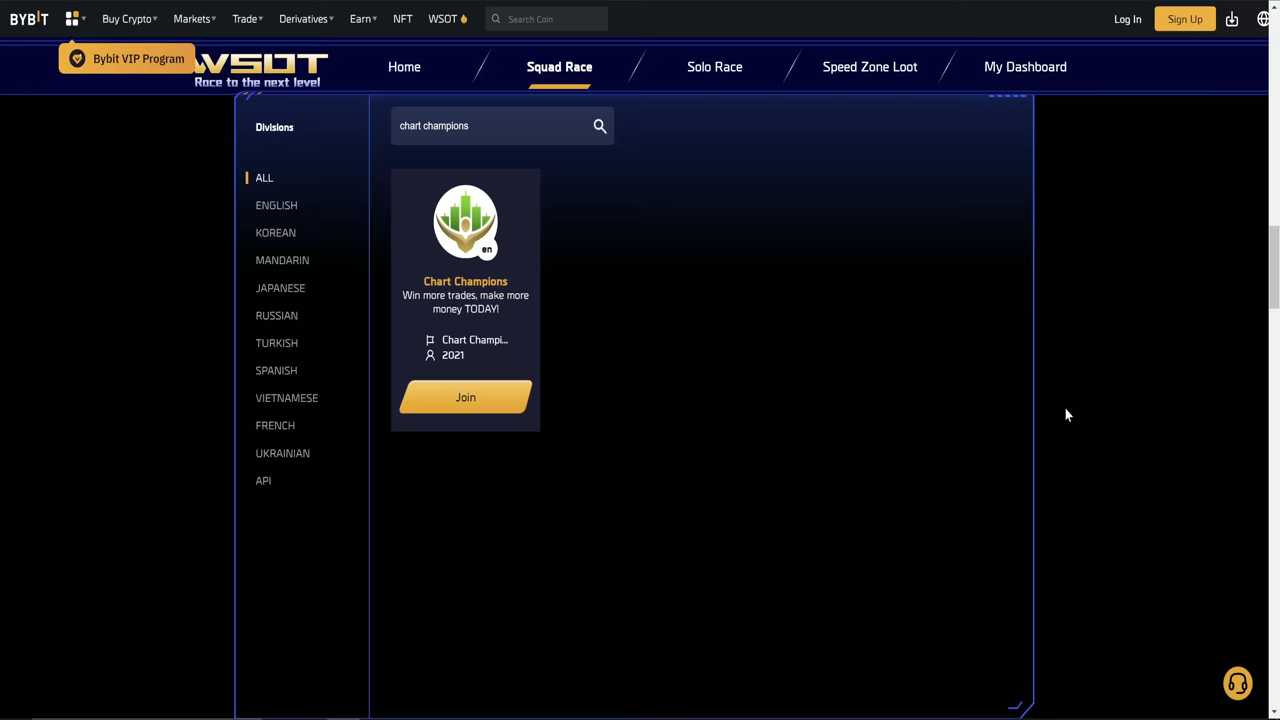 BYBIT
Buy Crypto
Markets
Trade
Derivatives
Earn
NFT
WSOT
Search Coin
Log In
Sign Up
Bybit VIP Program
WSOT
Race to the next level!
Home
Squad Race
Solo Race
Speed Zone Loot
My Dashboard
Divisions
ALL
ENGLISH
KOREAN
MANDARIN
JAPANESE
RUSSIAN
TURKISH
SPANISH
VIETNAMESE
FRENCH
UKRAINIAN
API
chart champions
en
Chart Champions
Win more trades, make more
money TODAY!
Chart Champi...
2021
Join